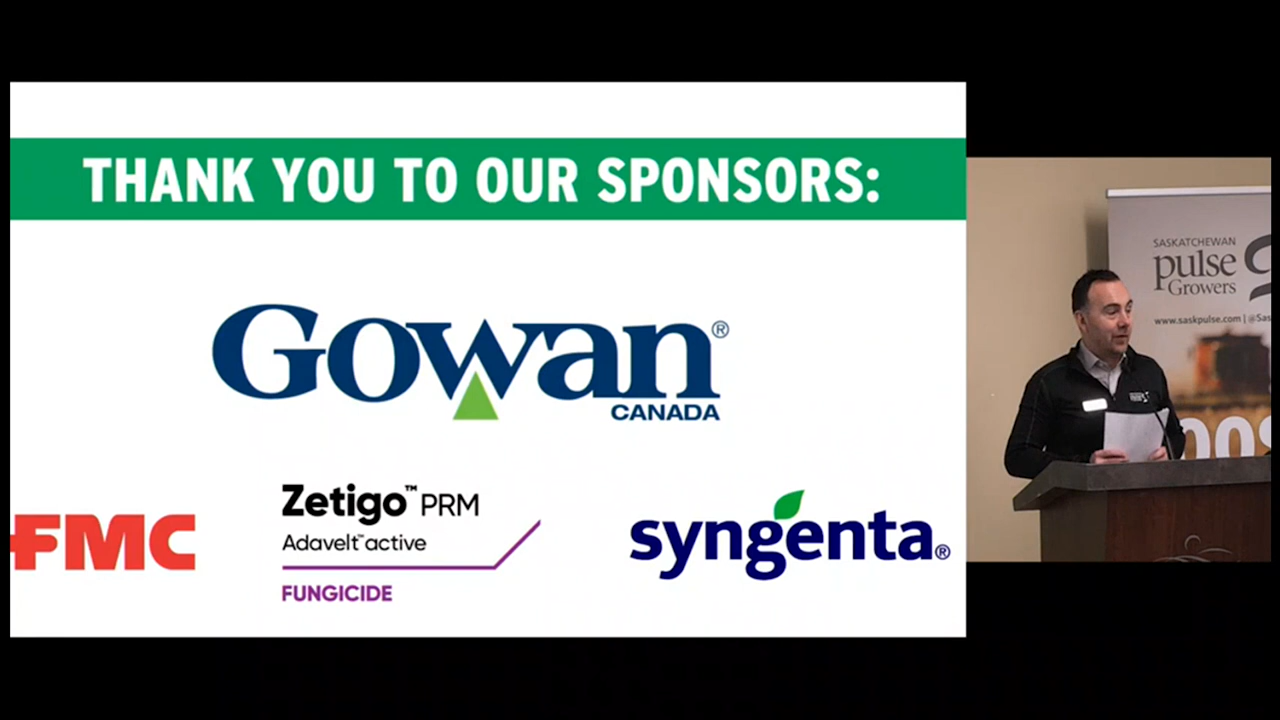 THANK YOU TO OUR SPONSORS:
Gowan®
CANADA
FMC
Zetigo™ PRM
Adavelt™ active
FUNGICIDE
syngenta®
SASKATCHEWAN
pulse
Growers
www.saskpulse.com | @Sas